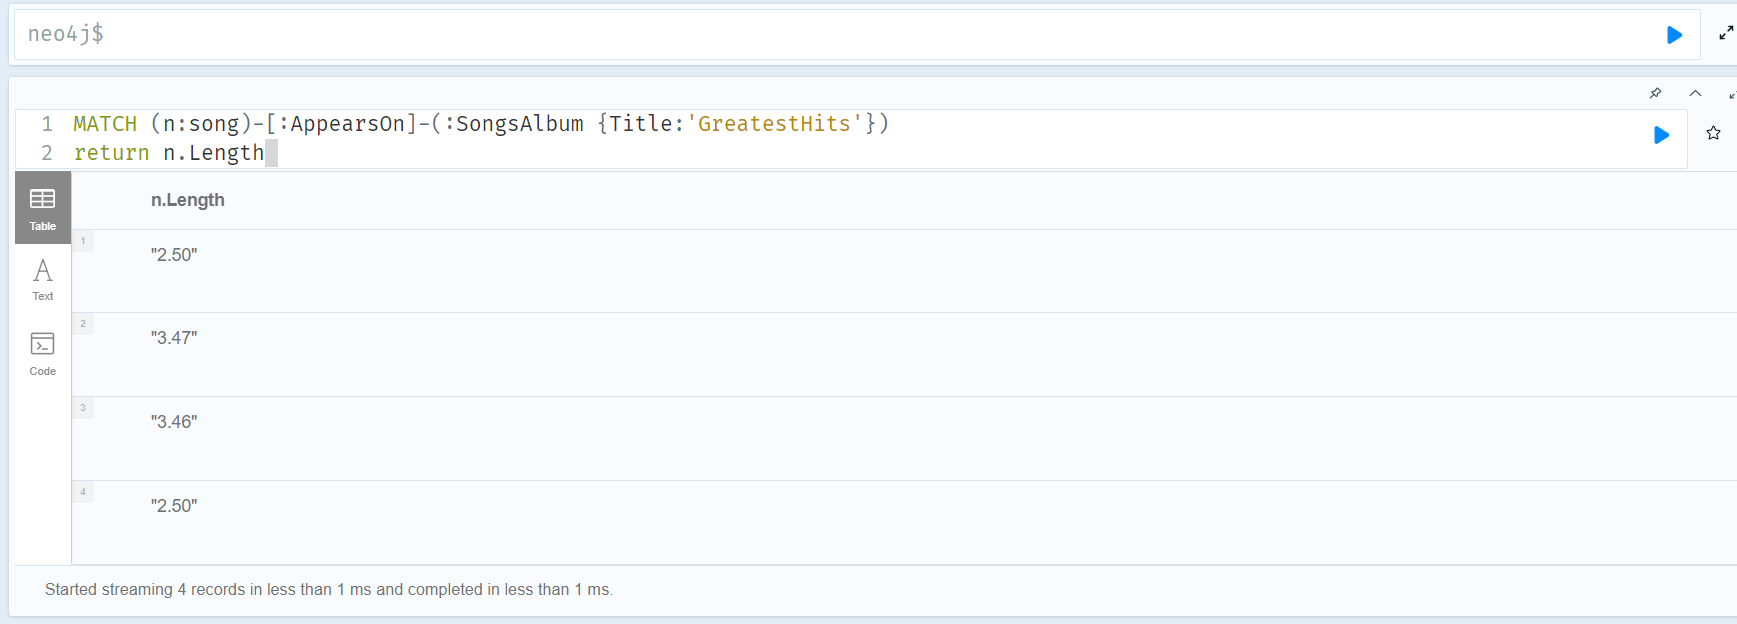 neo4j$
1 MATCH (n:song)-[:AppearsOn]-(:SongsAlbum {Title:'GreatestHits'})
2 return n.Length
Table
n.Length
1
"2.50"
A
Text
2
"3.47"
Code
3
"3.46"
4
"2.50"
Started streaming 4 records in less than 1 ms and completed in less than 1 ms.